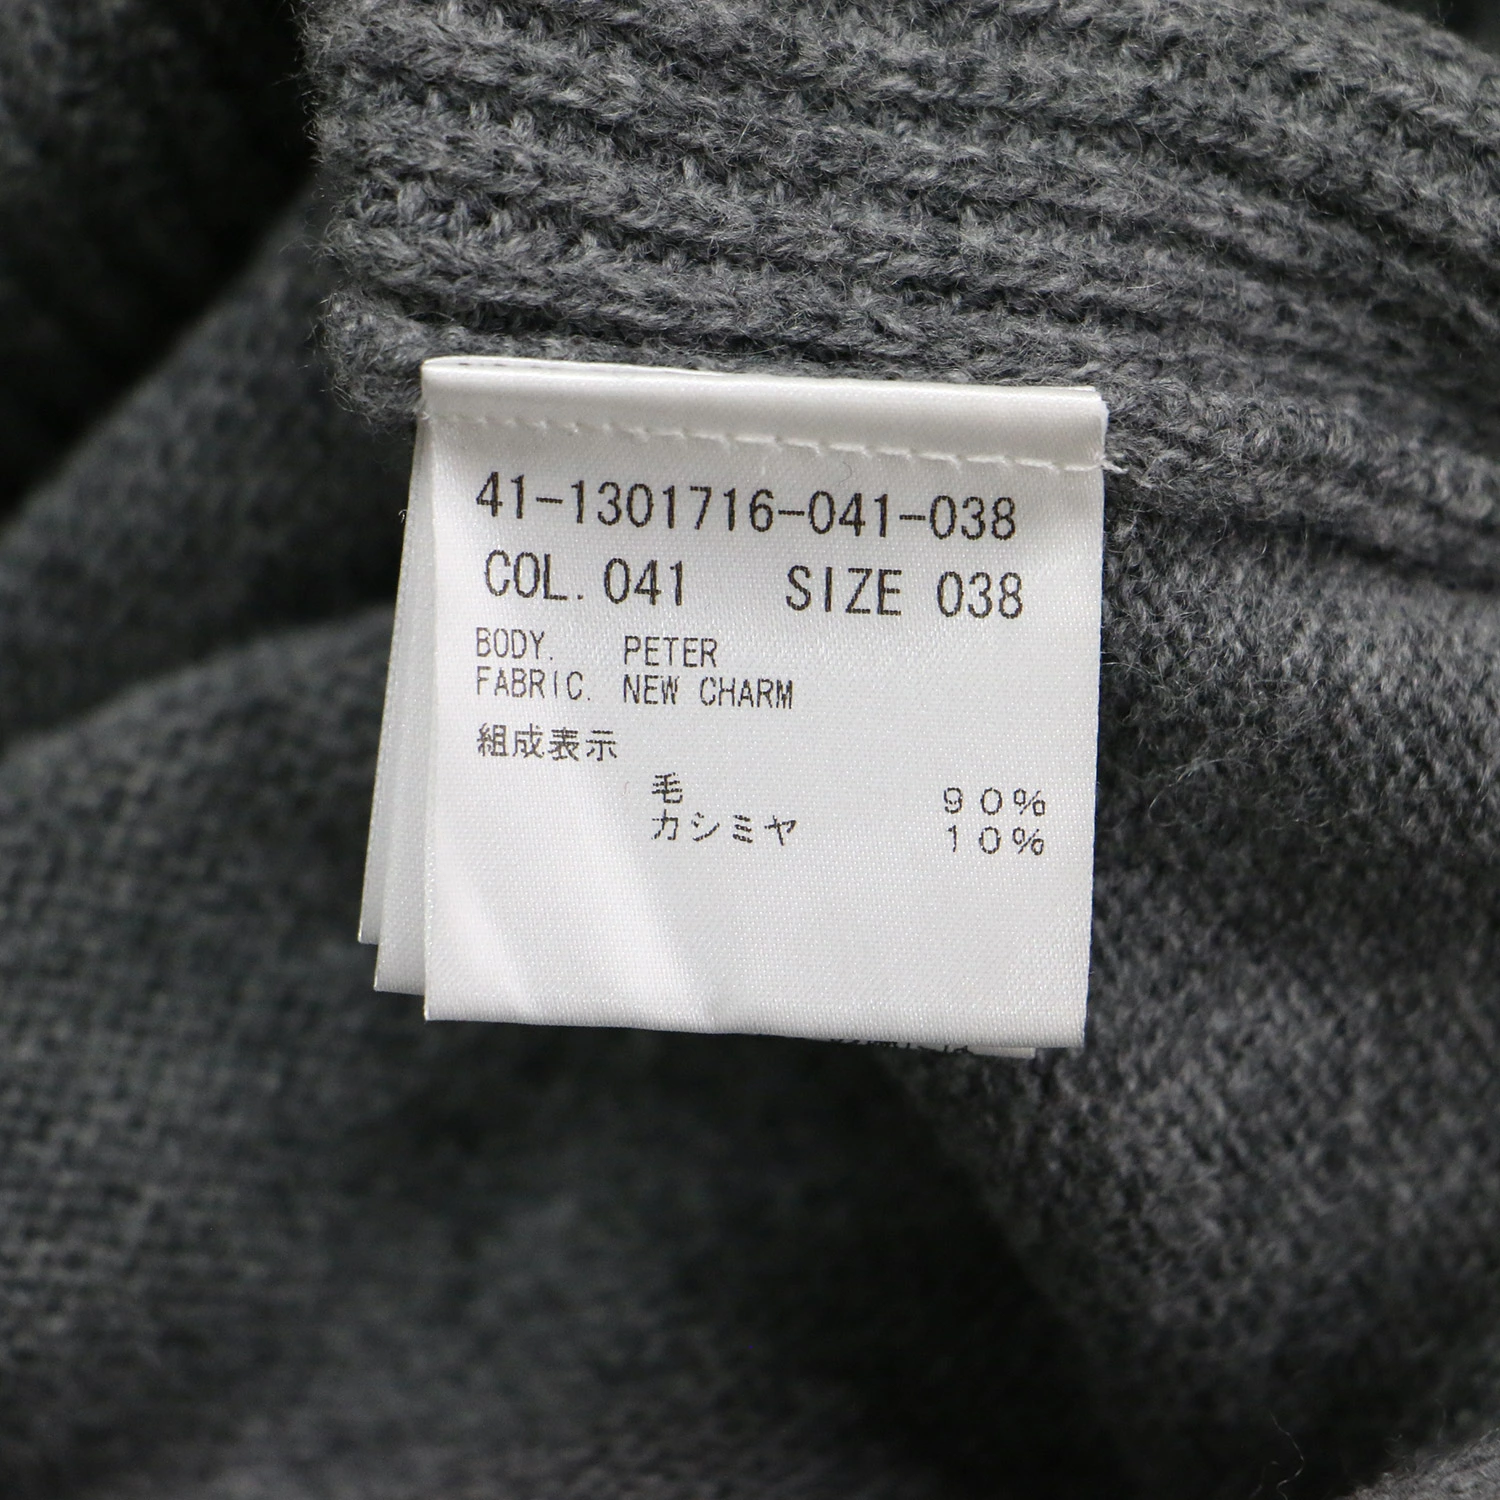 41-1301716-041-038
COL. 041 SIZE 038
BODY. PETER
FABRIC. NEW CHARM
組成表示
毛 90%
カシミヤ 10%